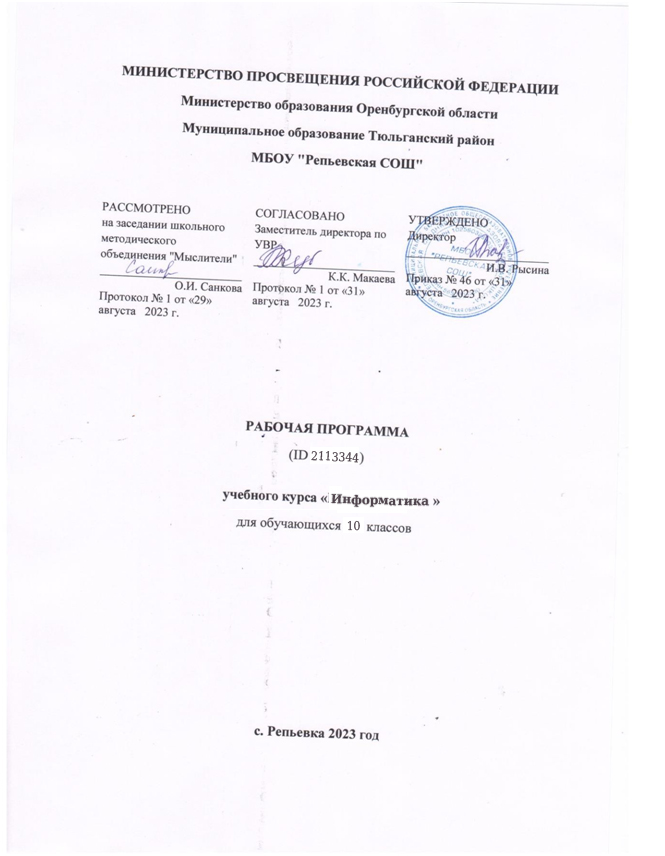 МИНИСТЕРСТВО ПРОСВЕЩЕНИЯ РОССИЙСКОЙ ФЕДЕРАЦИИ
Министерство образования Оренбургской области
Муниципальное образование Тюльганский район
МБОУ "Репьевская СОШ"
РАССМОТРЕНО
на заседании школьного
методического
объединения "Мыслители"
О.И. Санкова
Протокол № 1 от «29»
августа 2023 г.
СОГЛАСОВАНО
Заместитель директора по
УВР
К.К. Макаева
Протокол № 1 от «31»
августа 2023 г.
УТВЕРЖДЕНО
Директор
И.В. Рысина
Приказ № 46 от «31»
августа 2023 г.
"РЕПЬЕВСКАЯ
СОШ"
РАБОЧАЯ ПРОГРАММА
(ID 2113344)
учебного курса « Информатика »
для обучающихся 10 классов
с. Репьевка 2023 год